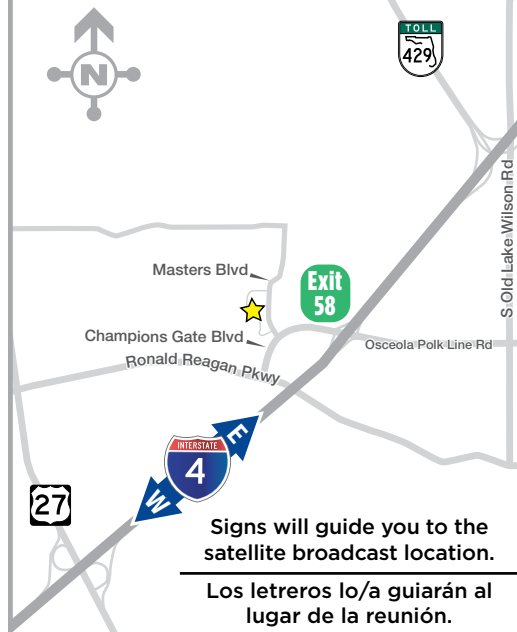 N
TOLL
429
S Old Lake Wilson Rd
Masters Blvd
Exit
58
Champions Gate Blvd
Osceola Polk Line Rd
Ronald Reagan Pkwy
E
INTERSTATE
4
W
27
Signs will guide you to the
satellite broadcast location.
Los letreros lo/a guiarán al
lugar de la reunión.